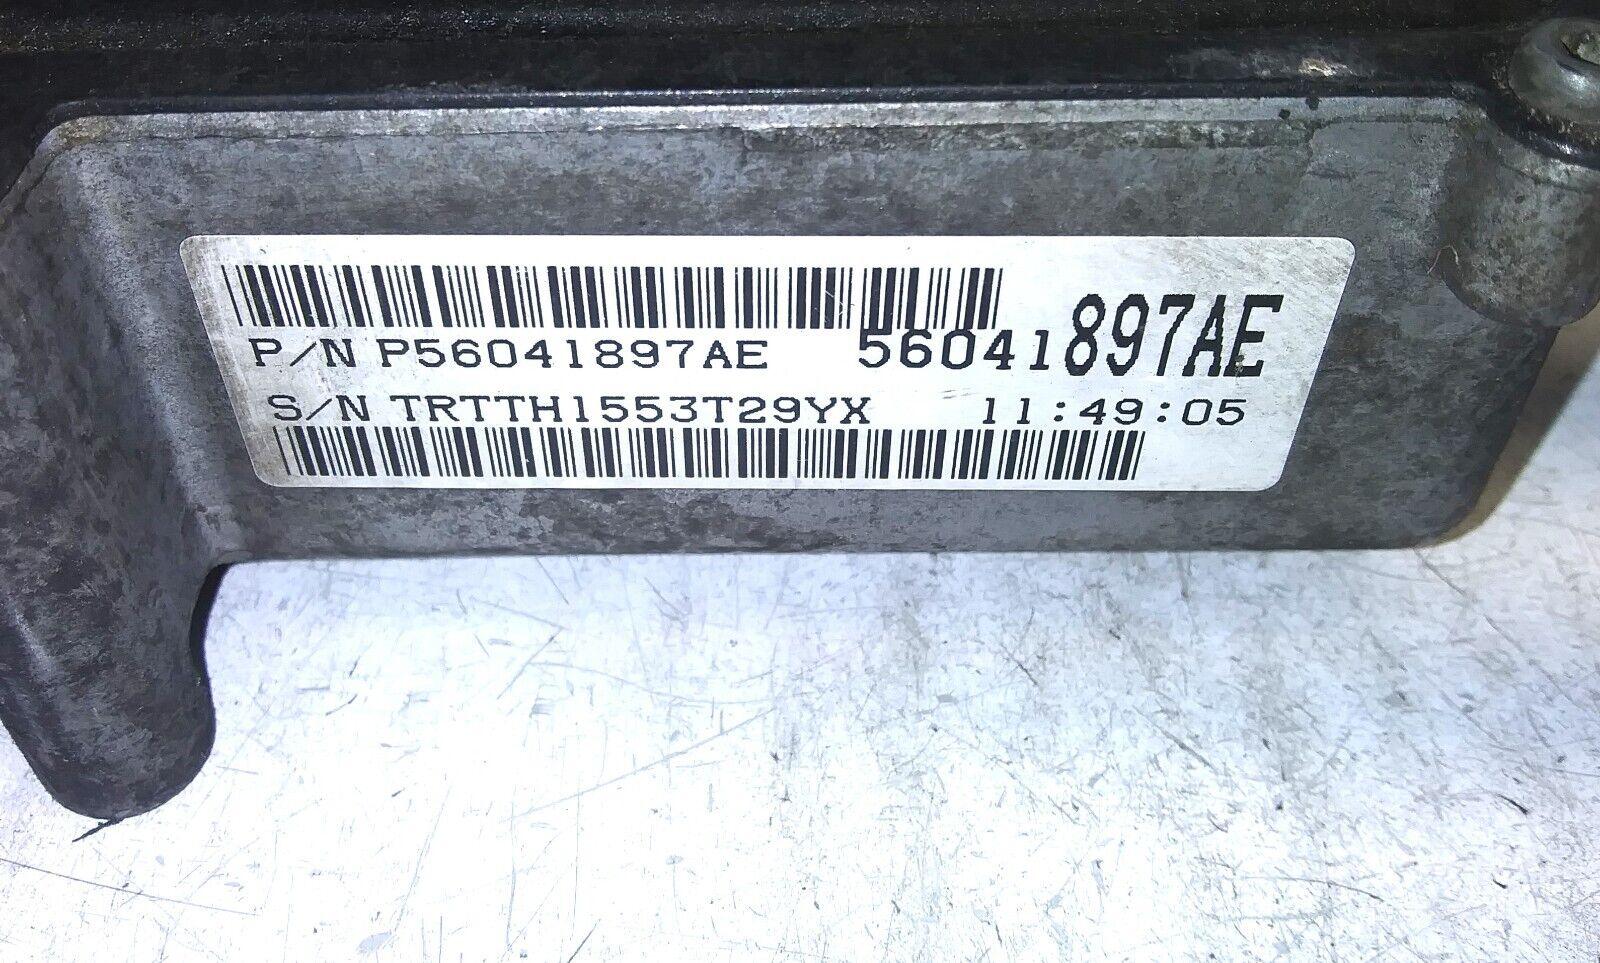 P/N P56041897AE 56041897AE
S/N TRTTH1553T29YX 11:49:05